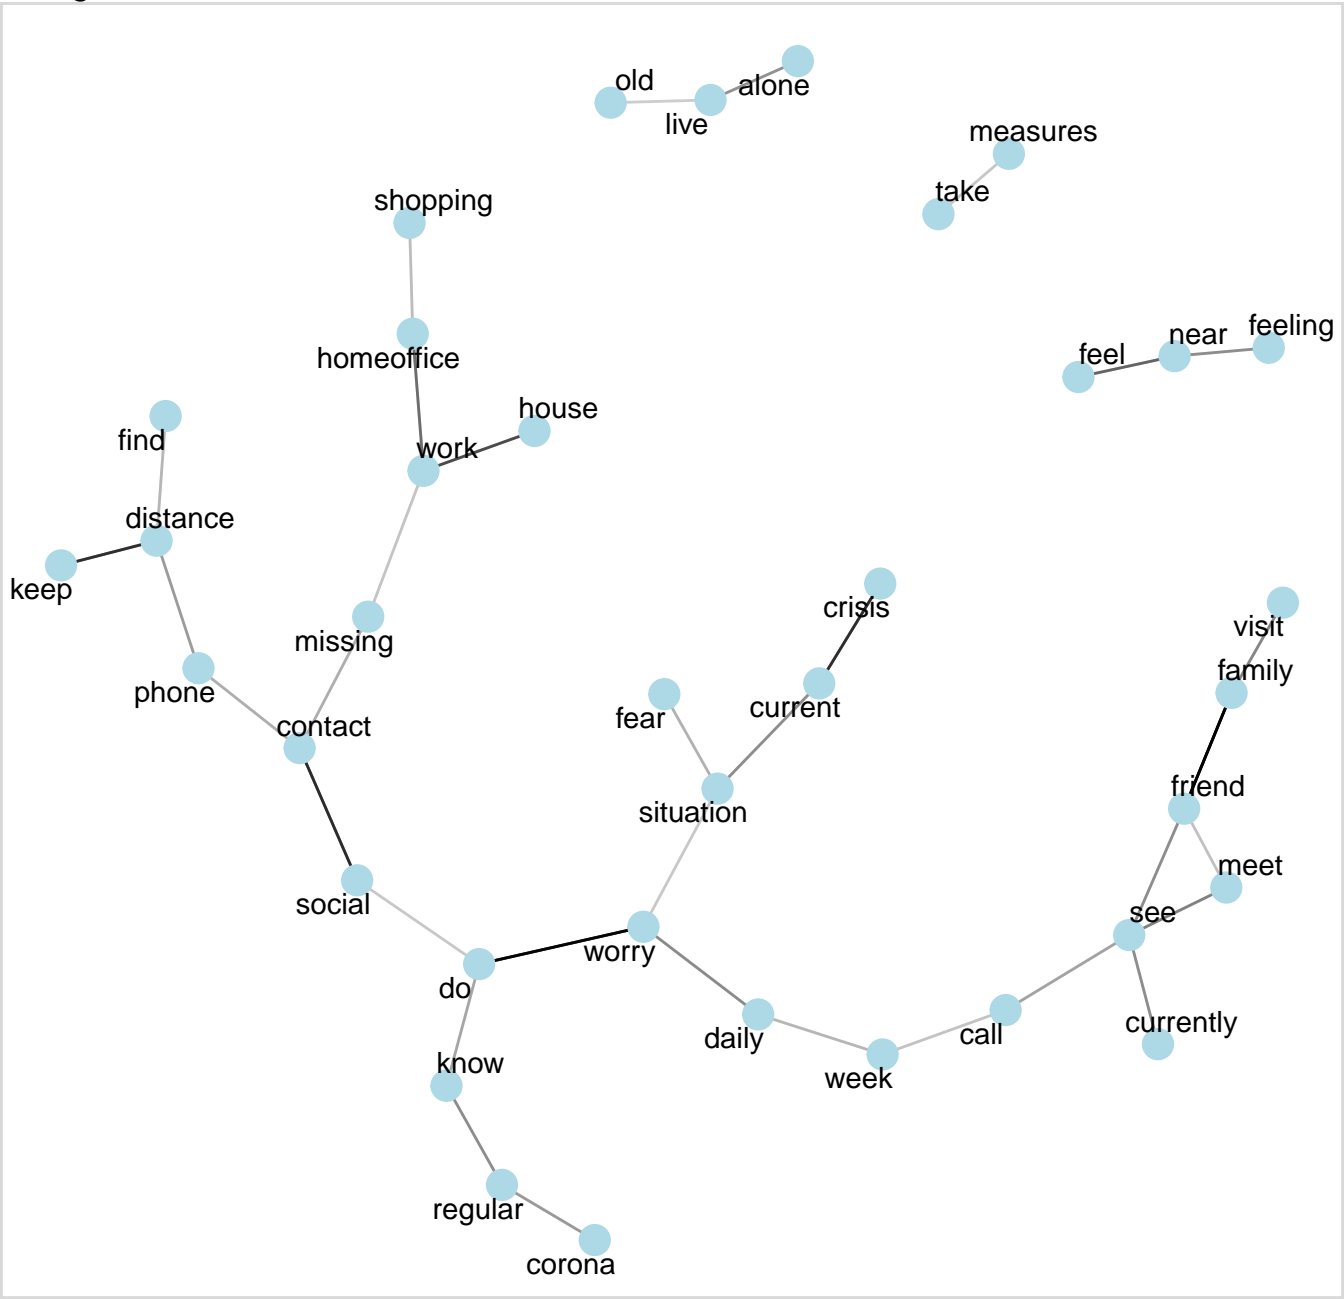 old
alone
live
measures
take
shopping
near
feeling
feel
homeoffice
house
find
work
distance
keep
crisis
visit
missing
family
phone
current
fear
contact
friend
situation
meet
social
see
worry
do
currently
daily
call
know
week
regular
corona